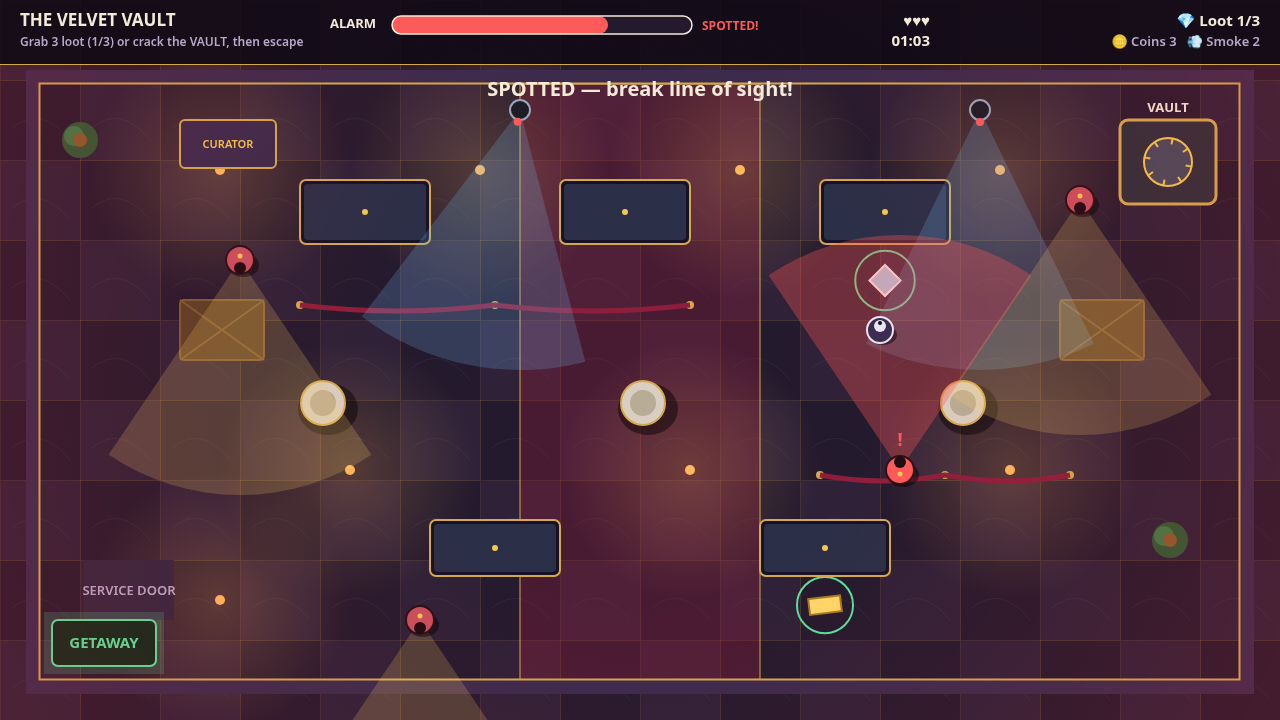 THE VELVET VAULT
Grab 3 loot (1/3) or crack the VAULT, then escape
ALARM
SPOTTED!
♥♥♥
01:03
💎 Loot 1/3
🪙 Coins 3 💨 Smoke 2
SPOTTED — break line of sight!
CURATOR
VAULT
!
SERVICE DOOR
GETAWAY